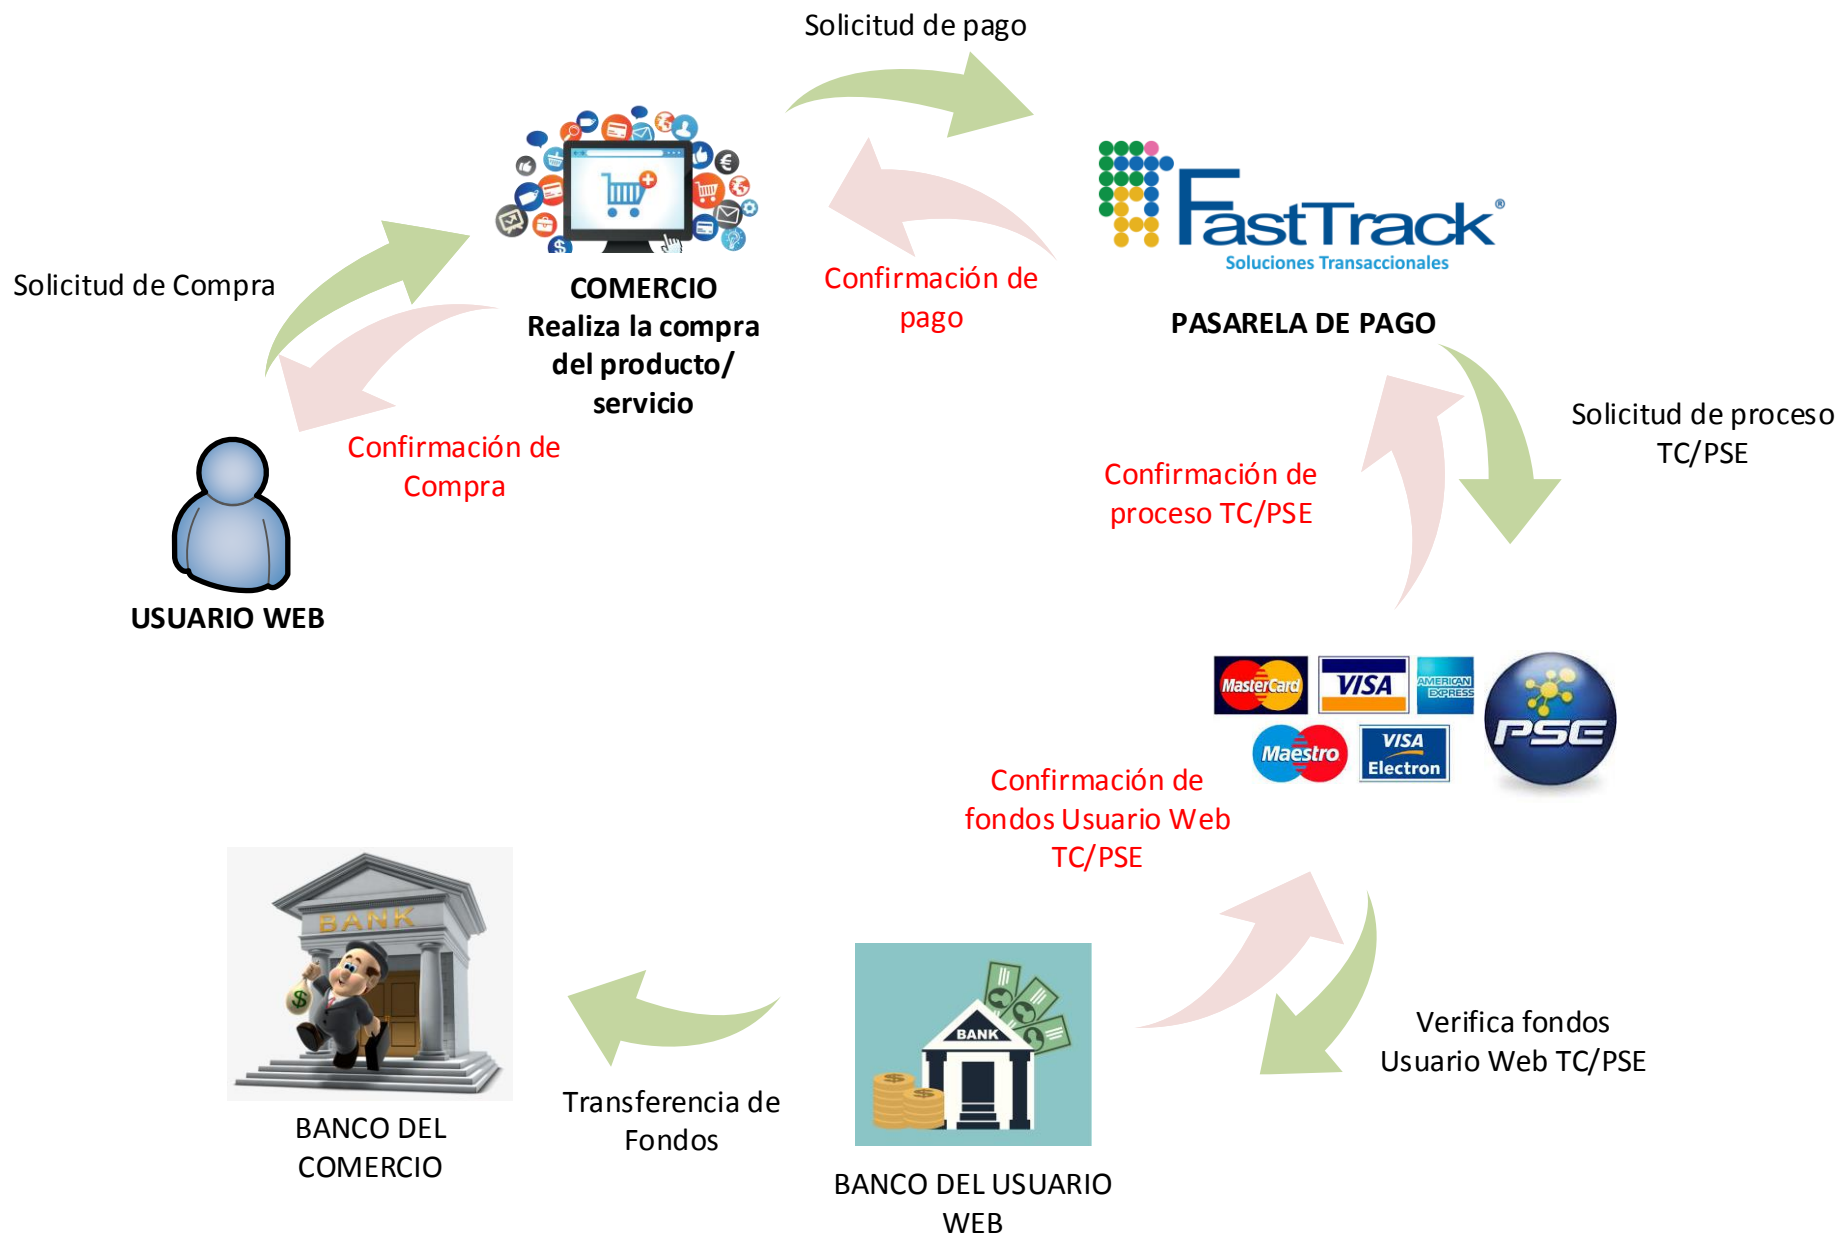 Solicitud de pago
FastTrack®
Soluciones Transaccionales
PASARELA DE PAGO
Confirmación de
pago
COMERCIO
Realiza la compra
del producto/
servicio
Solicitud de Compra
Confirmación de
Compra
USUARIO WEB
Solicitud de proceso
TC/PSE
Confirmación de
proceso TC/PSE
MasterCard
VISA
AMERICAN
EXPRESS
Maestro
VISA
Electron
PSE
Confirmación de
fondos Usuario Web
TC/PSE
Verifica fondos
Usuario Web TC/PSE
BANK
BANCO DEL USUARIO
WEB
Transferencia de
Fondos
BANK
BANCO DEL
COMERCIO